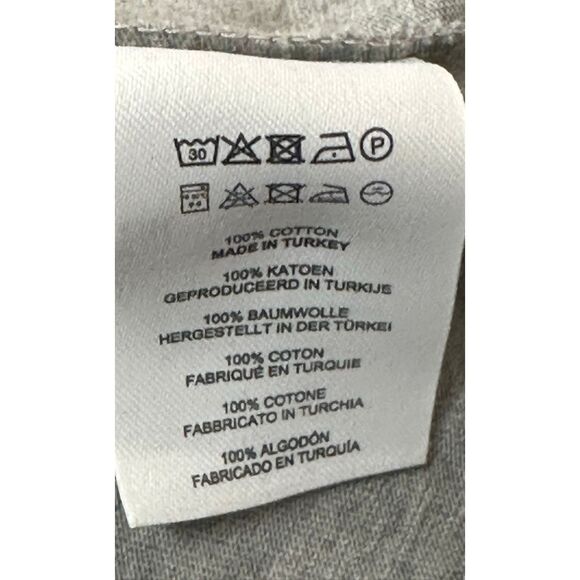 30 P
100% COTTON
MADE IN TURKEY
100% KATOEN
GEPRODUCEERD IN TURKIJE
100% BAUMWOLLE
HERGESTELLT IN DER TÜRKEI
100% COTON
FABRIQUÉ EN TURQUIE
100% COTONE
FABBRICATO IN TURCHIA
100% ALGODÓN
FABRICADO EN TURQUÍA